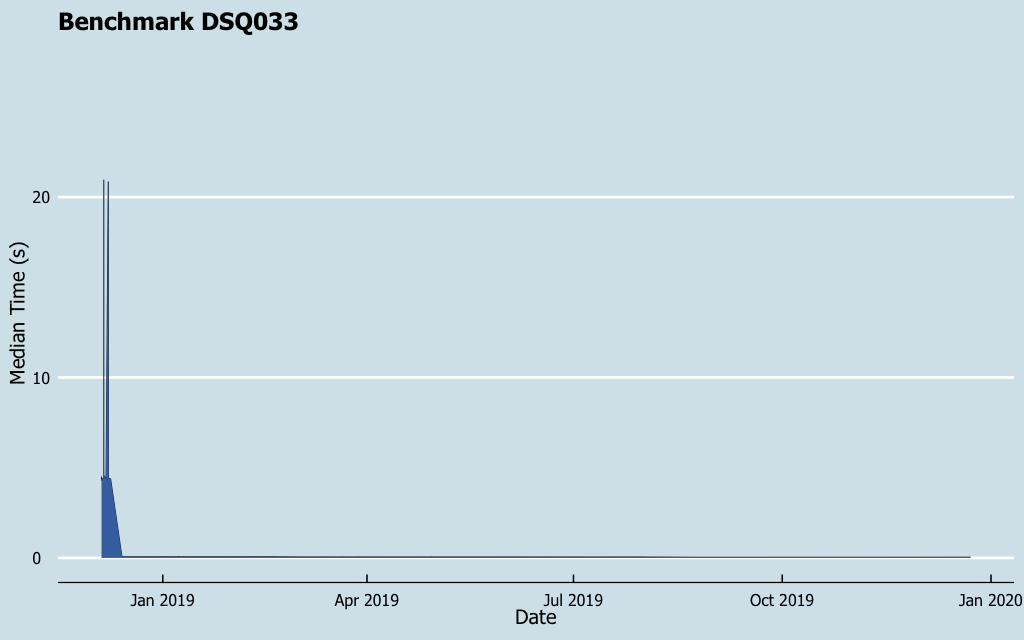 Benchmark DSQ033
Median Time (s)
20
10
0
Jan 2019
Apr 2019
Jul 2019
Oct 2019
Jan 2020
Date